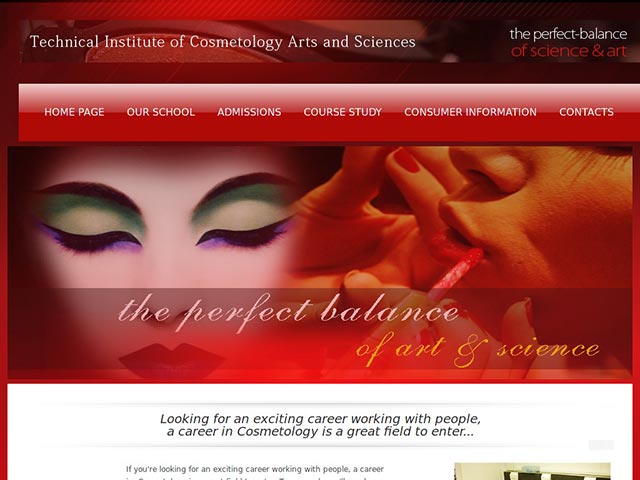 Technical Institute of Cosmetology Arts and Sciences
the perfect-balance
of science & art
HOME PAGE OUR SCHOOL ADMISSIONS COURSE STUDY CONSUMER INFORMATION CONTACTS
the perfect balance
of art & science
Looking for an exciting career working with people,
a career in Cosmetology is a great field to enter...
If you're looking for an exciting career working with people, a career